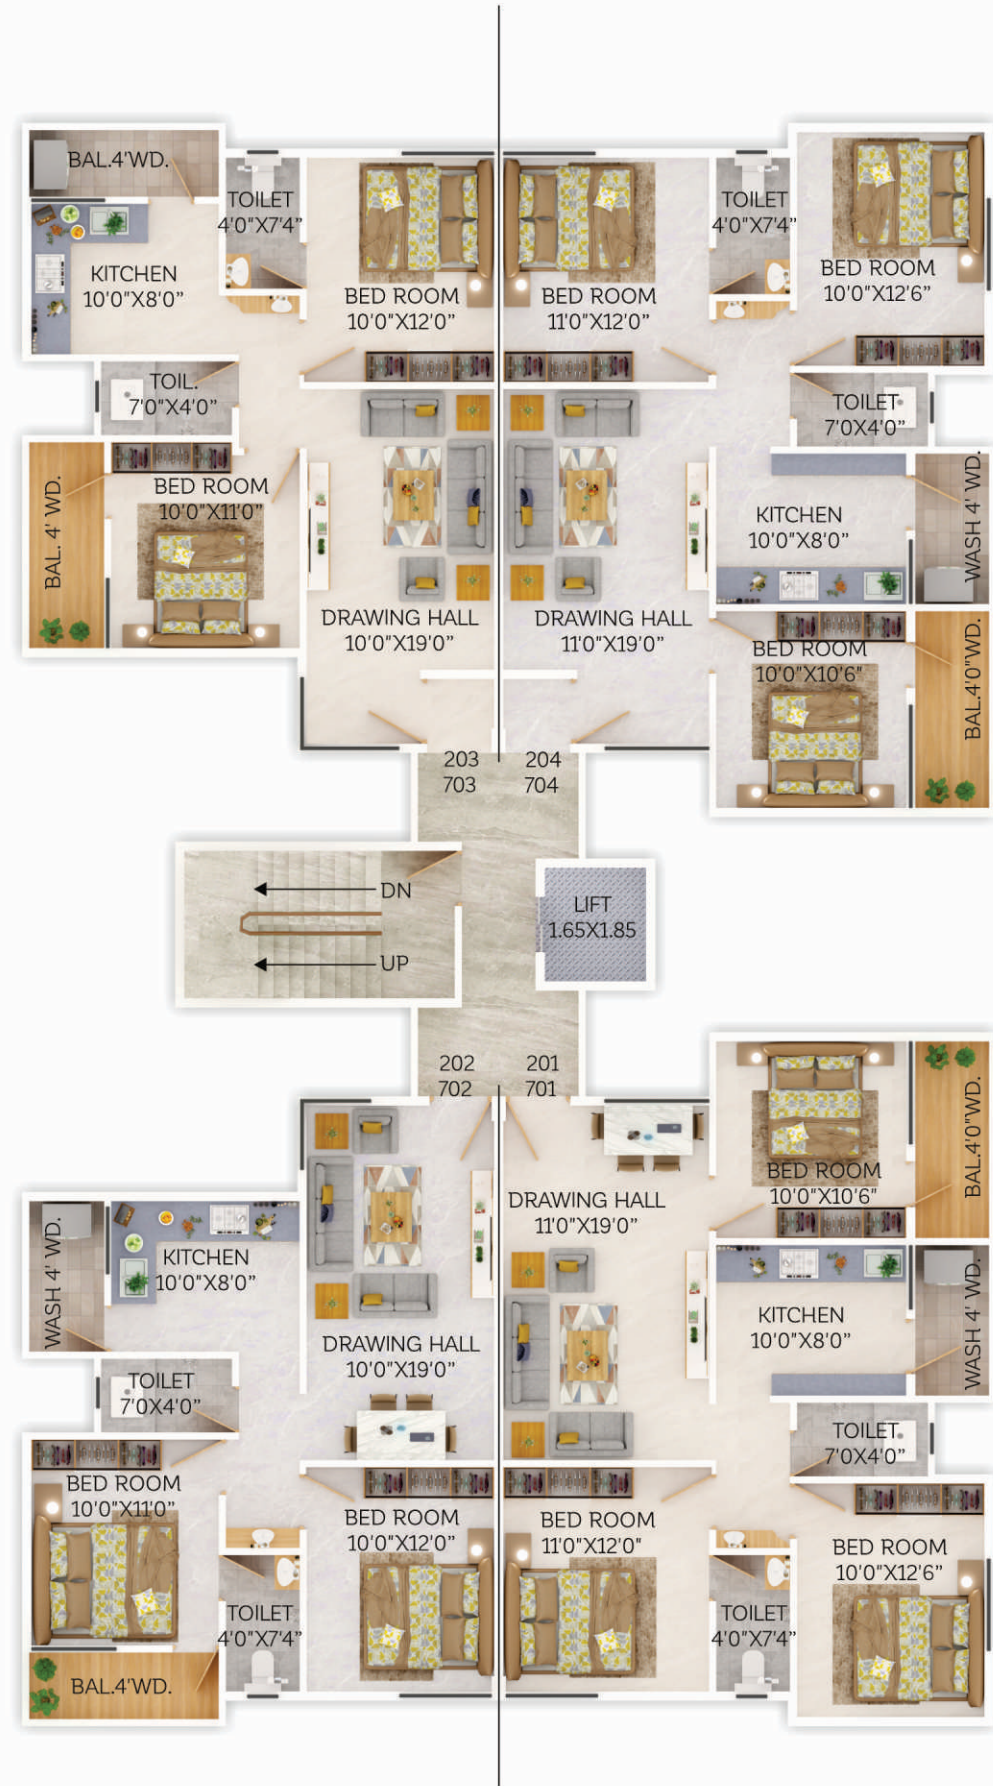 BAL.4'WD.
TOILET
4'0"X7'4"
KITCHEN
10'0"X8'0"
BED ROOM
10'0"X12'0"
TOIL.
7'0"X4'0"
BAL. 4' WD.
BED ROOM
10'0"X11'0"
DRAWING HALL
10'0"X19'0"
TOILET
4'0"X7'4"
BED ROOM
10'0"X12'6"
BED ROOM
11'0"X12'0"
TOILET
7'0X4'0"
KITCHEN
10'0"X8'0"
WASH 4' WD.
DRAWING HALL
11'0"X19'0"
BED ROOM
10'0"X10'6"
BAL.4'0"WD.
203
703
204
704
DN
UP
LIFT
1.65X1.85
202
702
201
701
WASH 4' WD.
KITCHEN
10'0"X8'0"
DRAWING HALL
10'0"X19'0"
TOILET
7'0X4'0"
BED ROOM
10'0"X11'0"
BED ROOM
10'0"X12'0"
TOILET
4'0"X7'4"
BAL.4'WD.
BED ROOM
10'0"X10'6"
BAL.4'0"WD.
DRAWING HALL
11'0"X19'0"
KITCHEN
10'0"X8'0"
WASH 4' WD.
TOILET
7'0X4'0"
BED ROOM
11'0"X12'0"
BED ROOM
10'0"X12'6"
TOILET
4'0"X7'4"